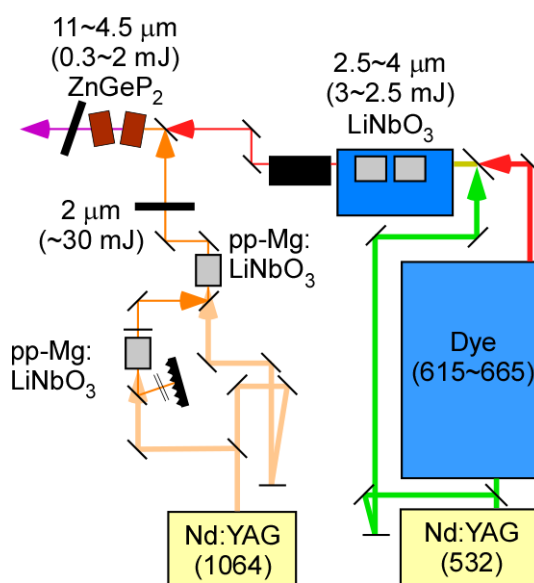 11~4.5 μm
(0.3~2 mJ)
ZnGeP₂
2.5~4 μm
(3~2.5 mJ)
LiNbO₃
2 μm
(~30 mJ)
pp-Mg:
LiNbO₃
pp-Mg:
LiNbO₃
Dye
(615~665)
Nd:YAG
(1064)
Nd:YAG
(532)